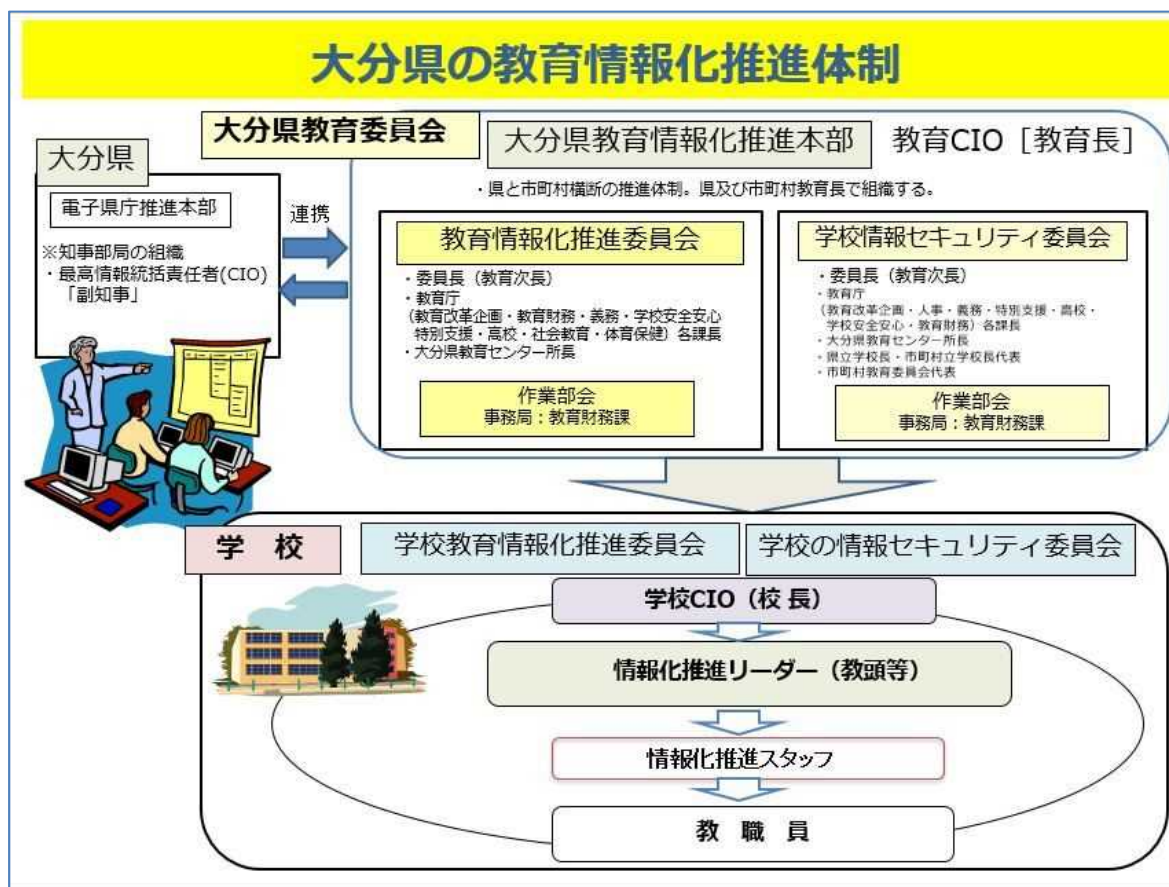 大分県の教育情報化推進体制
大分県教育委員会
大分県教育情報化推進本部
教育CIO［教育長］
・県と市町村横断の推進体制。県及び市町村教育長で組織する。
大分県
電子県庁推進本部
※知事部局の組織
・最高情報統括責任者(CIO)
「副知事」
連携
教育情報化推進委員会
・委員長（教育次長）
・教育庁
（教育改革企画・教育財務・義務・学校安全安心
特別支援・高校・社会教育・体育保健）各課長
・大分県教育センター所長
作業部会
事務局：教育財務課
学校情報セキュリティ委員会
・委員長（教育次長）
・教育庁
（教育改革企画・人事・義務・特別支援・高校・
学校安全安心・教育財務）各課長
・大分県教育センター所長
・県立学校長・市町村立学校長代表
・市町村教育委員会代表
作業部会
事務局：教育財務課
学　校
学校教育情報化推進委員会
学校の情報セキュリティ委員会
学校CIO（校 長）
情報化推進リーダー（教頭等）
情報化推進スタッフ
教　職　員